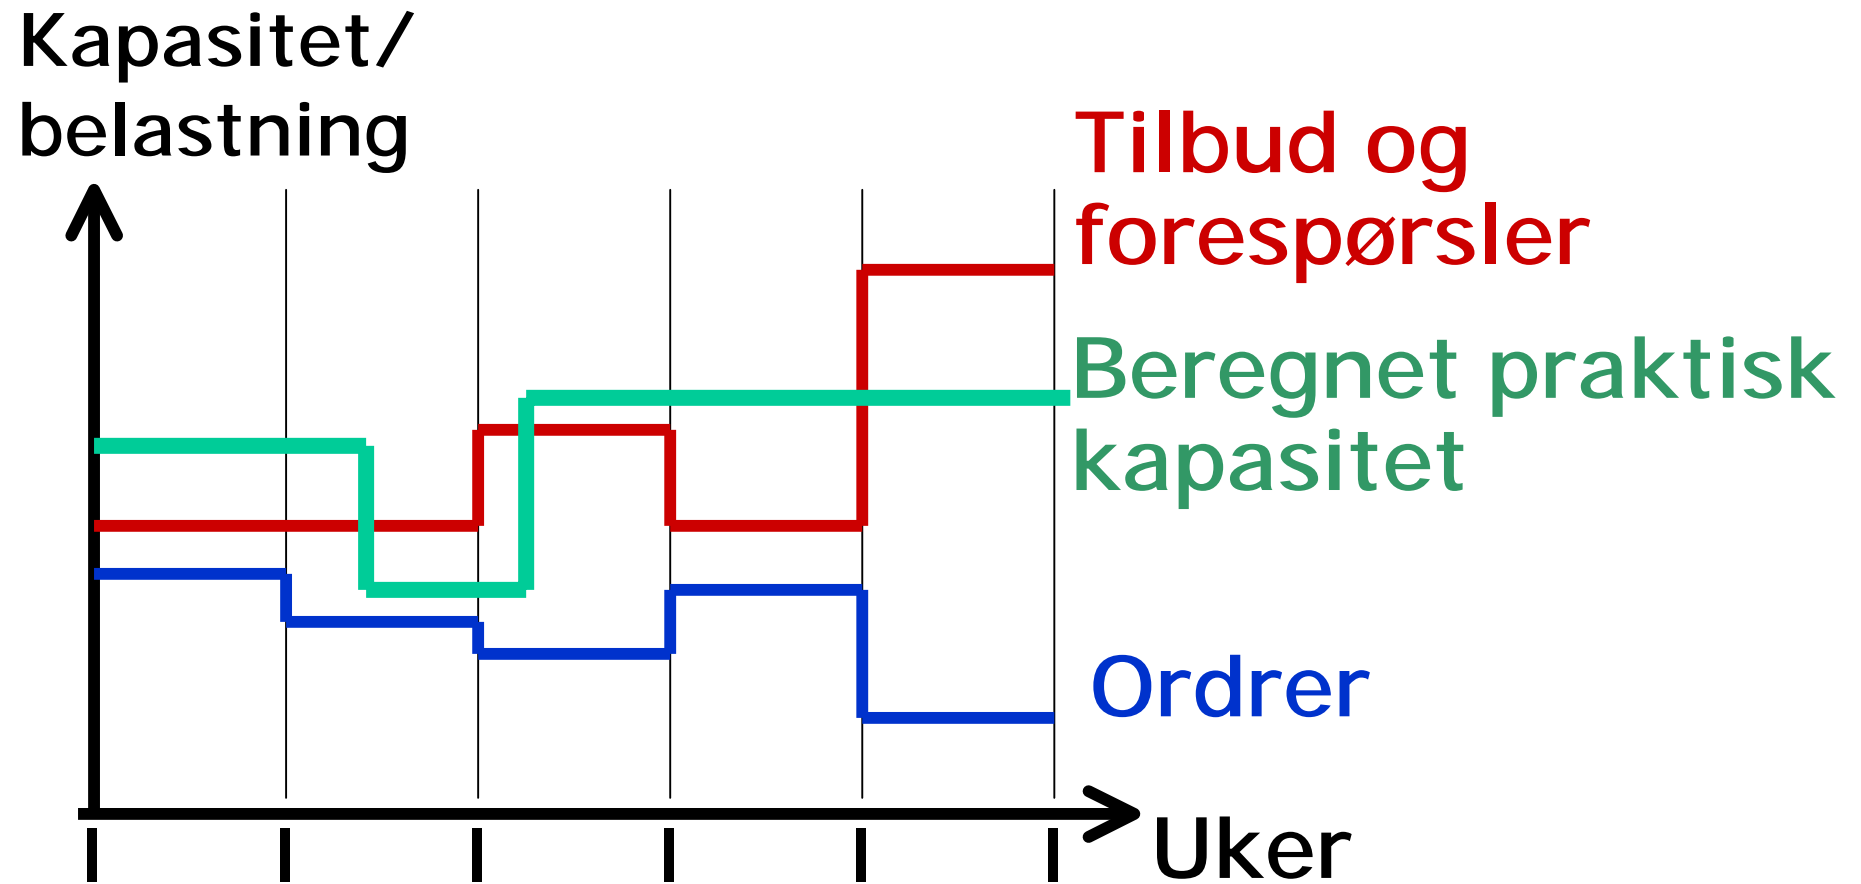 Kapasitet/
belastning
Tilbud og
forespørsler
Beregnet praktisk
kapasitet
Ordrer
Uker